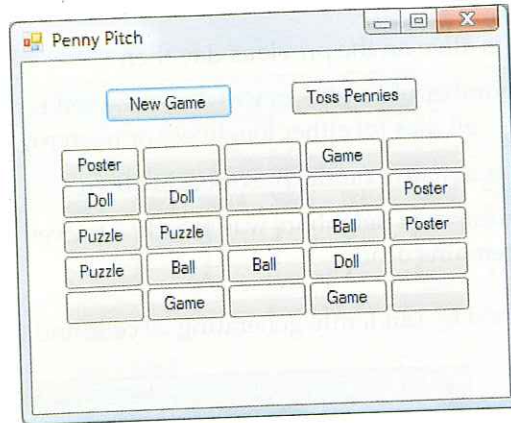 Penny Pitch
New Game Toss Pennies
Poster Game
Doll Doll Poster
Puzzle Puzzle Ball Poster
Puzzle Ball Ball Doll
Game Game